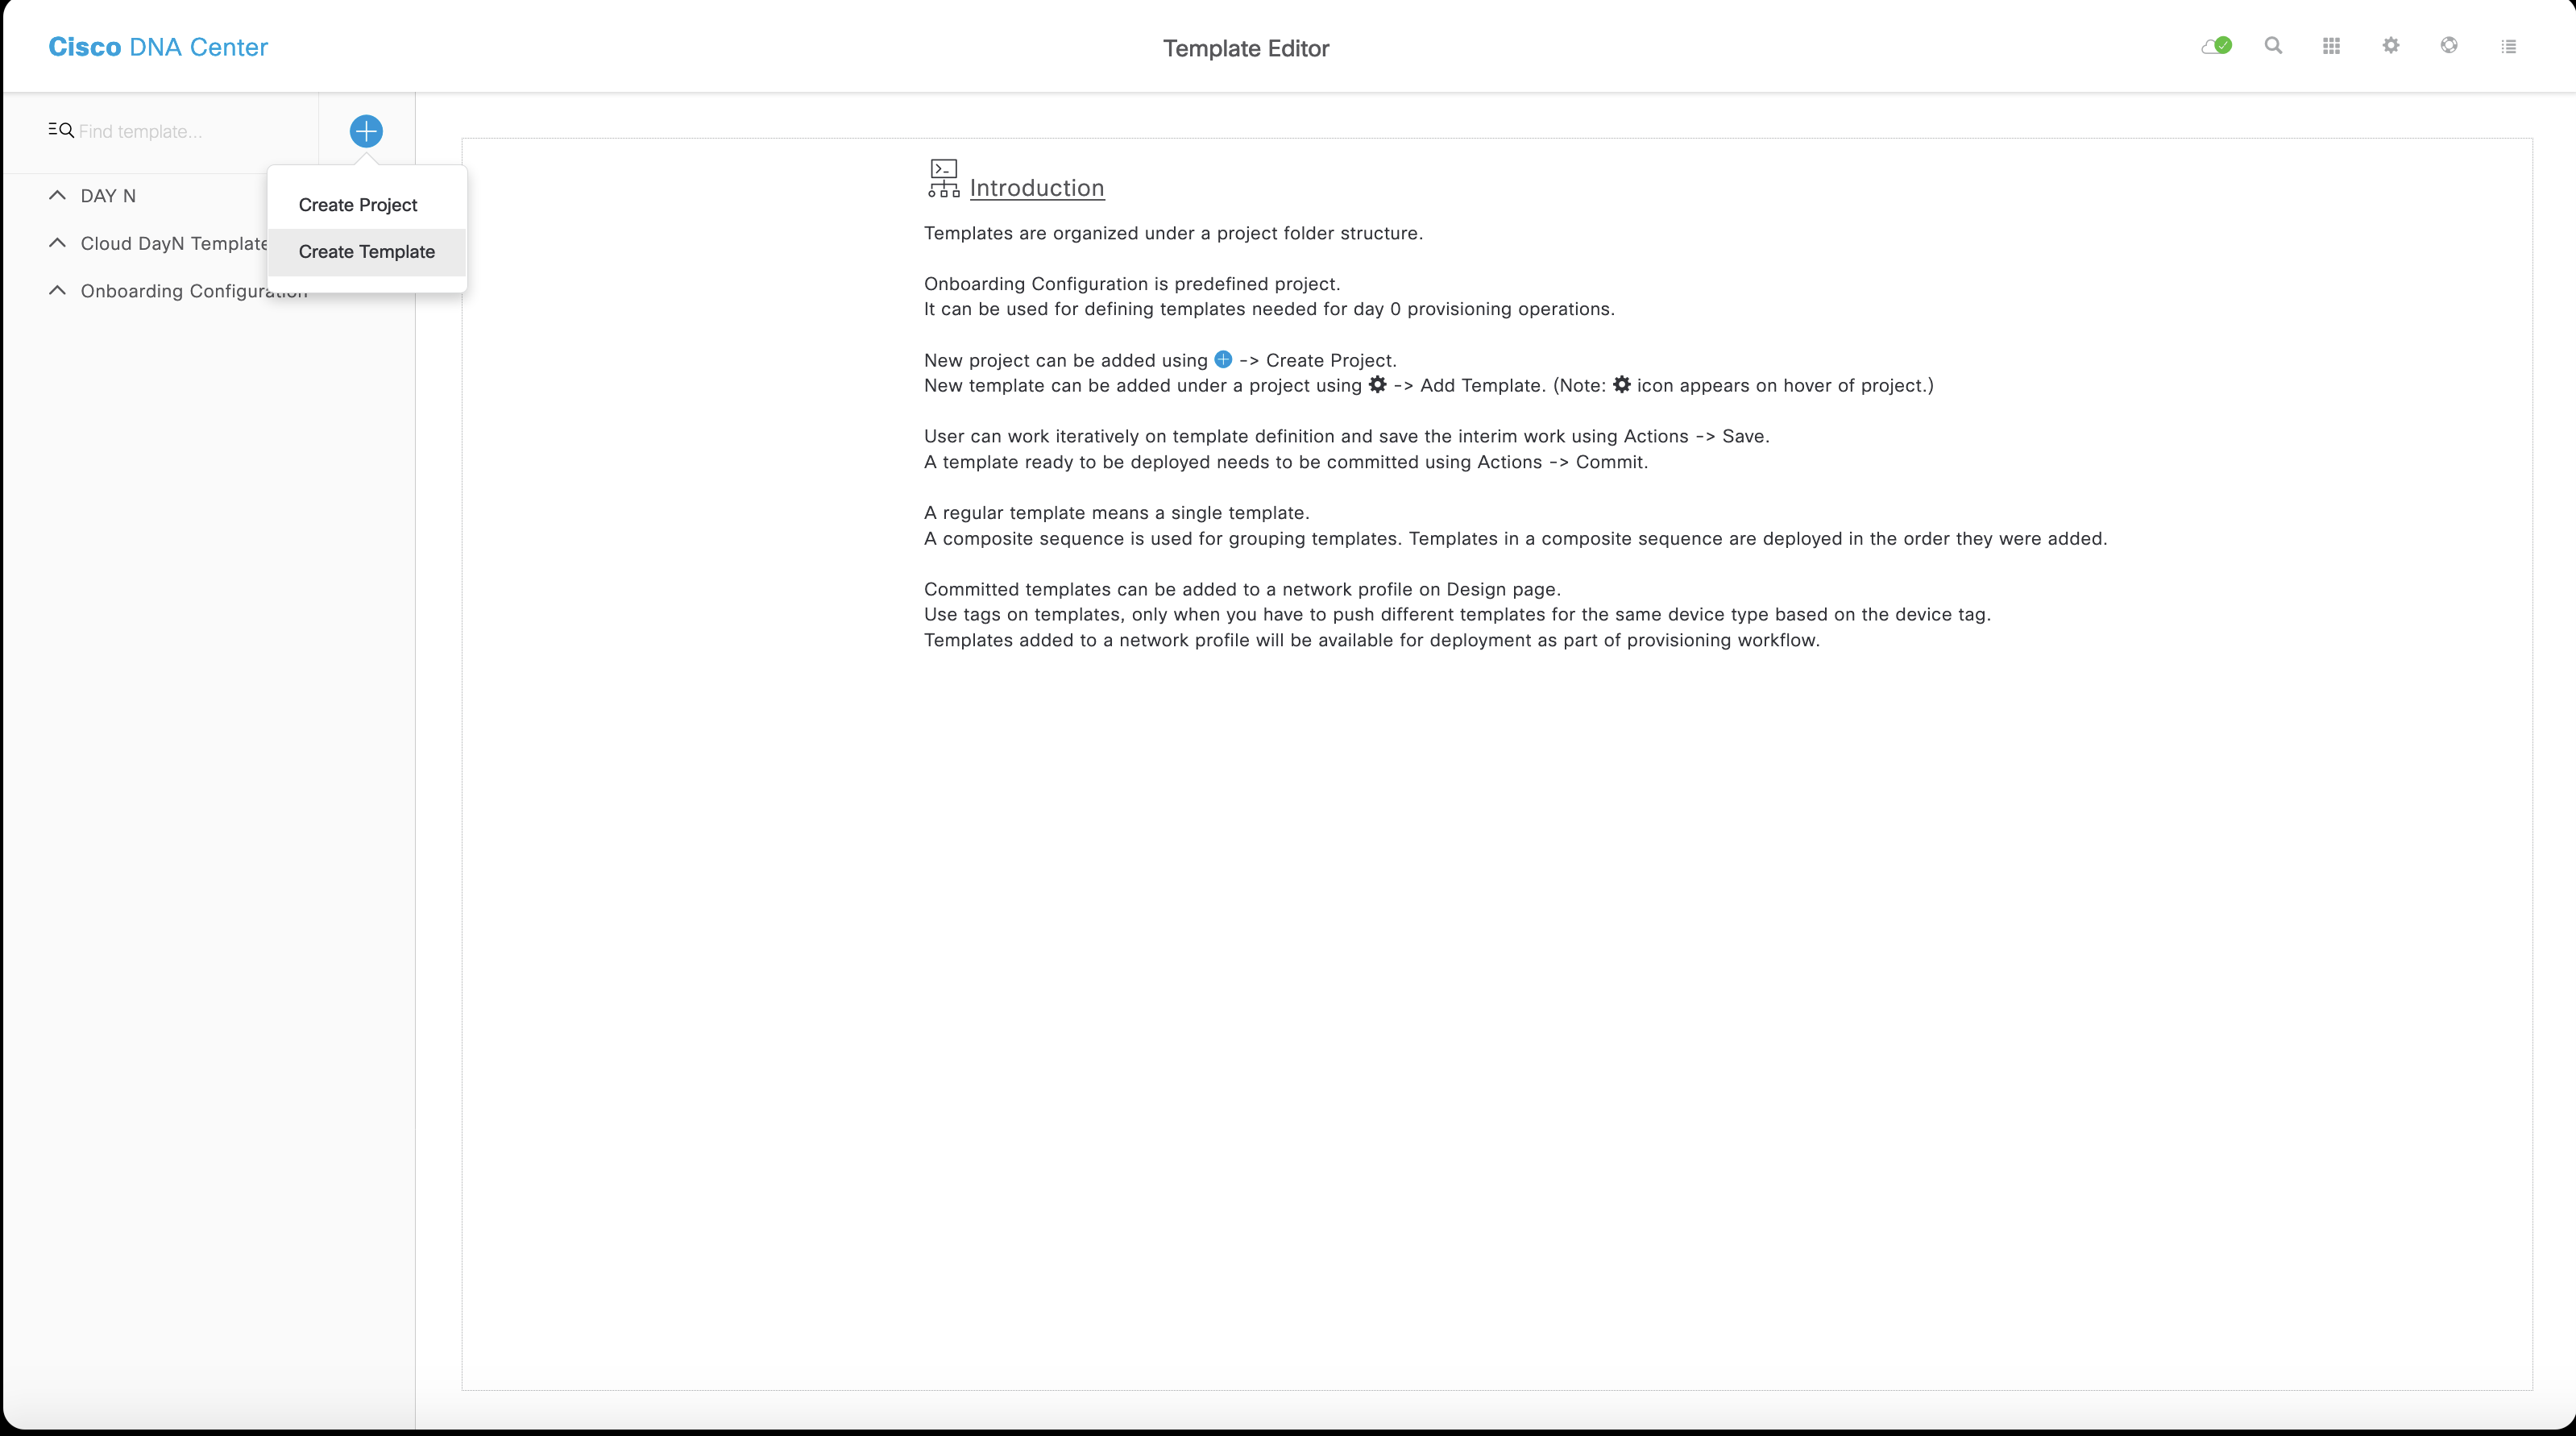 Cisco DNA Center
Template Editor
Find template...
DAY N
Cloud DayN Template
Onboarding Configuration
Create Project
Create Template
Introduction
Templates are organized under a project folder structure.
Onboarding Configuration is predefined project.
It can be used for defining templates needed for day 0 provisioning operations.
New project can be added using -> Create Project.
New template can be added under a project using -> Add Template. (Note: icon appears on hover of project.)
User can work iteratively on template definition and save the interim work using Actions -> Save.
A template ready to be deployed needs to be committed using Actions -> Commit.
A regular template means a single template.
A composite sequence is used for grouping templates. Templates in a composite sequence are deployed in the order they were added.
Committed templates can be added to a network profile on Design page.
Use tags on templates, only when you have to push different templates for the same device type based on the device tag.
Templates added to a network profile will be available for deployment as part of provisioning workflow.